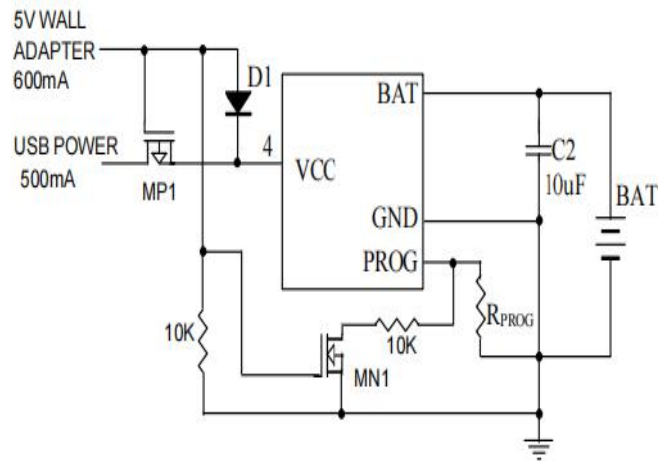 5V WALL
ADAPTER
600mA
D1
BAT
USB POWER
500mA
4
VCC
C2
10uF
MP1
BAT
GND
PROG
RPROG
10K
10K
MN1